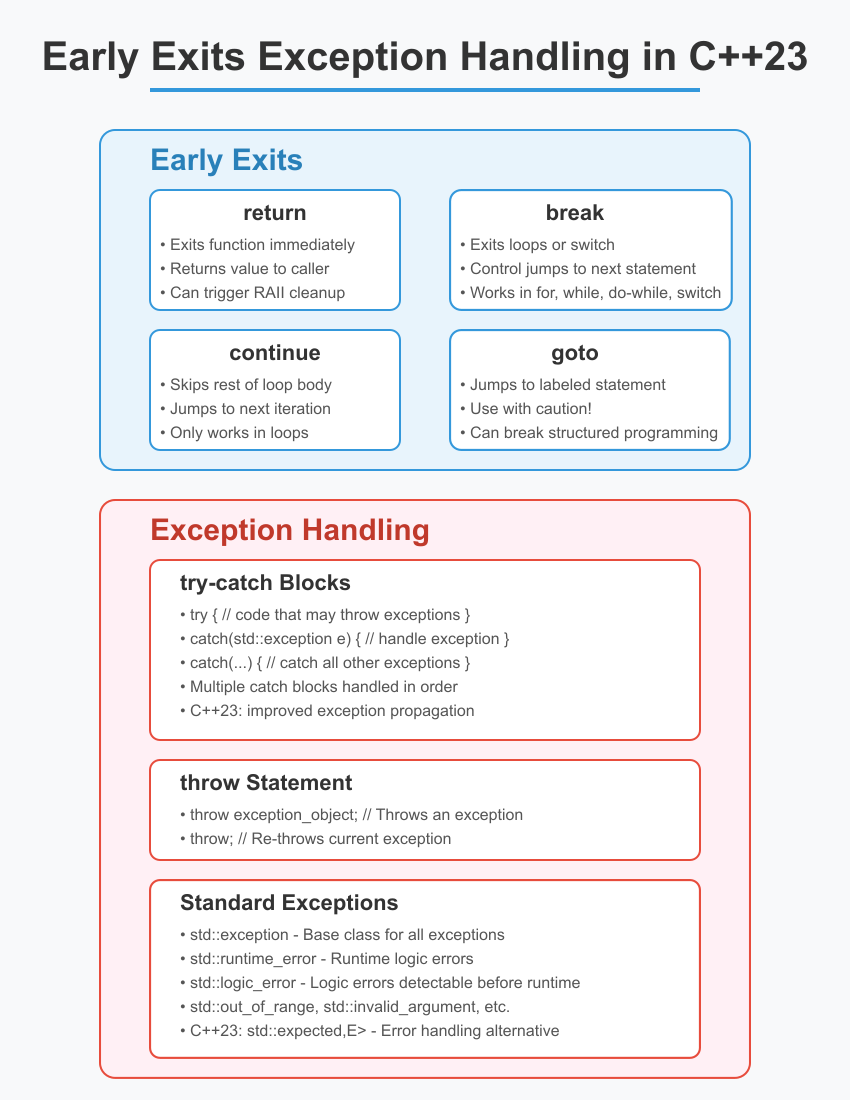 Early Exits Exception Handling in C++23
Early Exits
return
• Exits function immediately
• Returns value to caller
• Can trigger RAII cleanup
break
• Exits loops or switch
• Control jumps to next statement
• Works in for, while, do-while, switch
continue
• Skips rest of loop body
• Jumps to next iteration
• Only works in loops
goto
• Jumps to labeled statement
• Use with caution!
• Can break structured programming
Exception Handling
try-catch Blocks
• try { // code that may throw exceptions }
• catch(std::exception e) { // handle exception }
• catch(...) { // catch all other exceptions }
• Multiple catch blocks handled in order
• C++23: improved exception propagation
throw Statement
• throw exception_object; // Throws an exception
• throw; // Re-throws current exception
Standard Exceptions
• std::exception - Base class for all exceptions
• std::runtime_error - Runtime logic errors
• std::logic_error - Logic errors detectable before runtime
• std::out_of_range, std::invalid_argument, etc.
• C++23: std::expected,E> - Error handling alternative